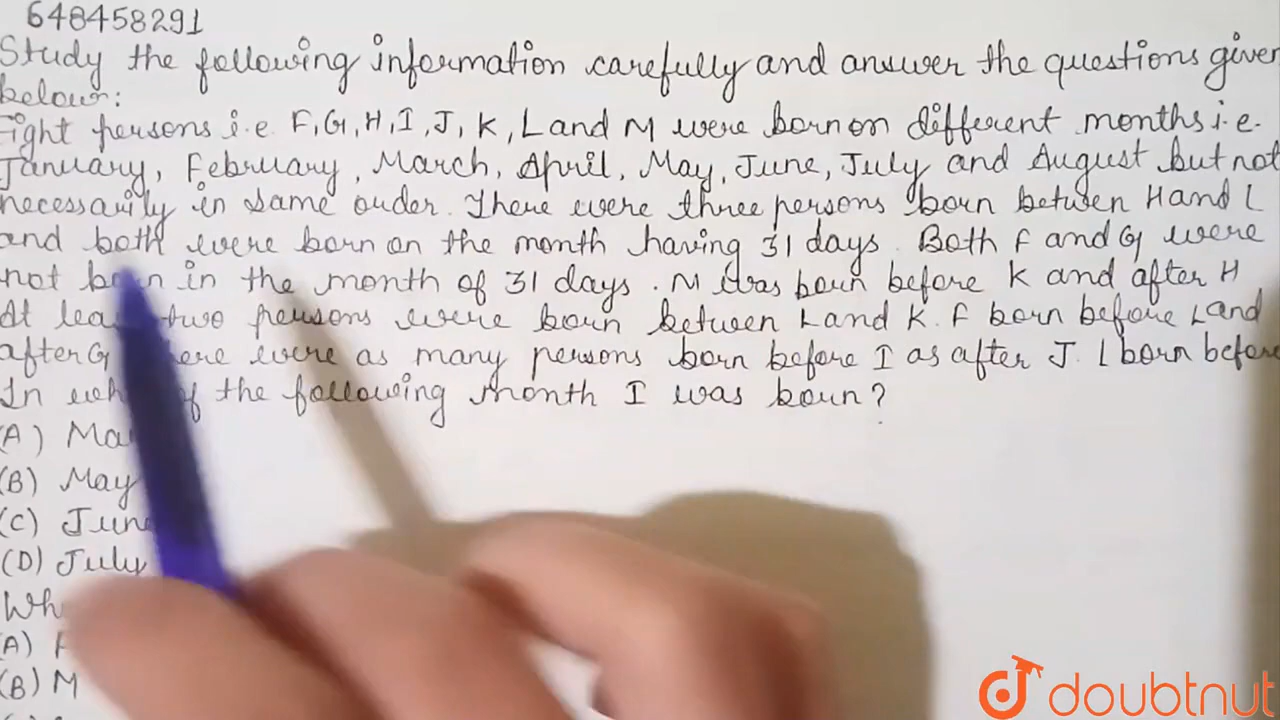 648458291
Study the following information carefully and answer the questions given
below:
Eight persons i.e. F, G, H, I, J, K, L and M were born on different months i.e.
January, February, March, April, May, June, July and August but not
necessarily in same order. There were three persons born betwen H and L
and both were born on the month having 31 days. Both F and G were
not born in the month of 31 days. M was born before K and after H
At two persons were born between L and K. F born before L and
after G were as many persons born before I as after J. L born before
In of the following month I was born?
(A)
(B) May
(C) June
(D) July
(A)
(B) M
doubtnut